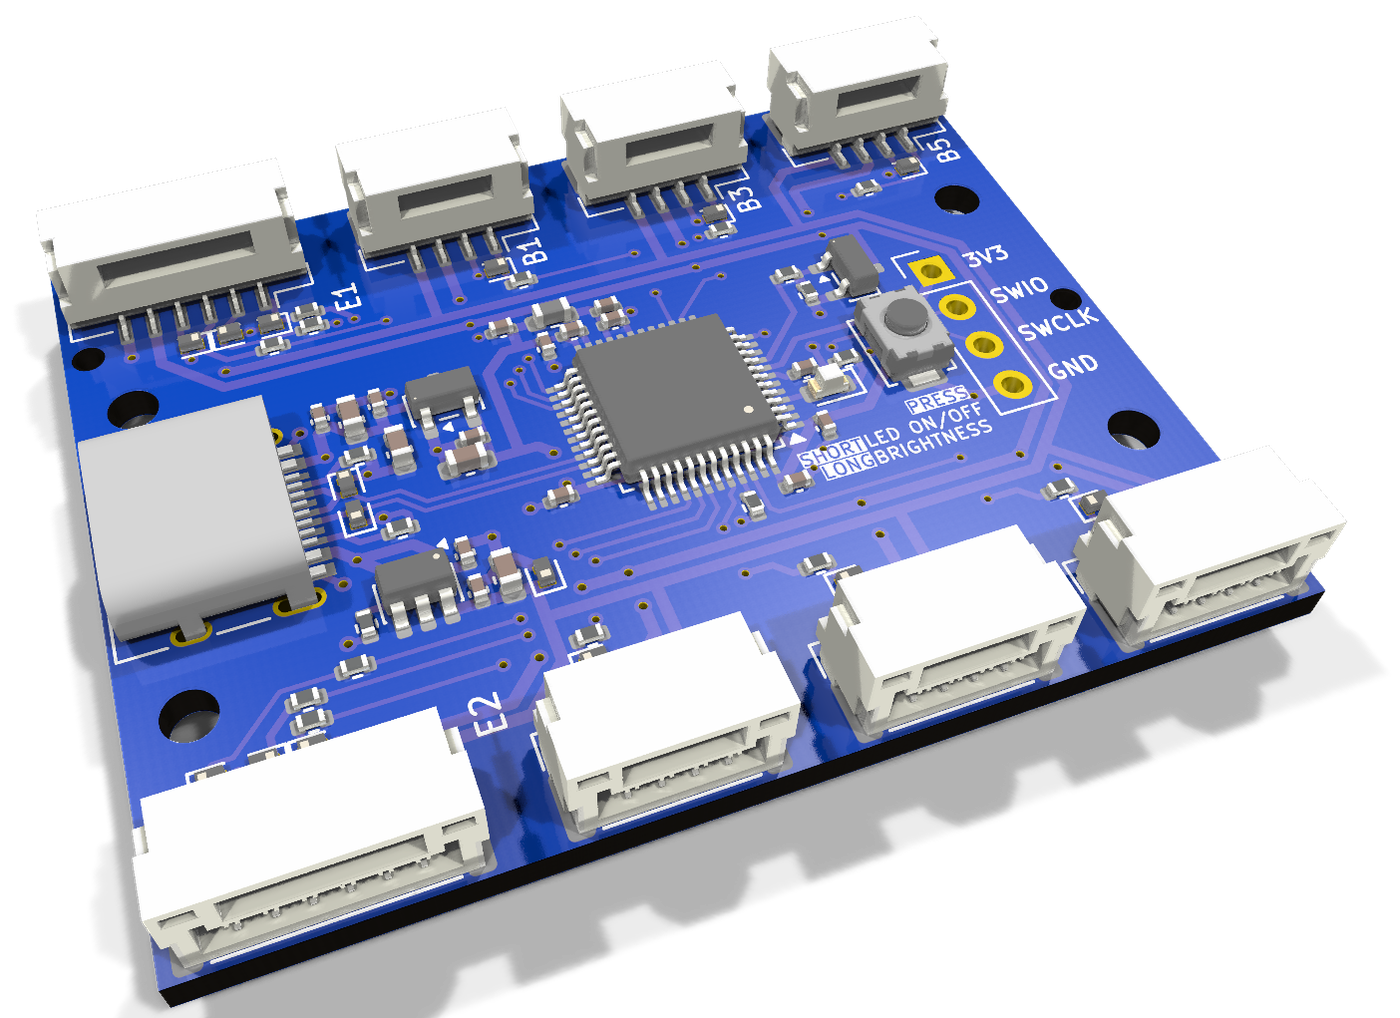 B5
B3
B1
E1
3V3
SWIO
SWCLK
GND
PRESS
SHORT LED ON/OFF
LONG BRIGHTNESS
E2